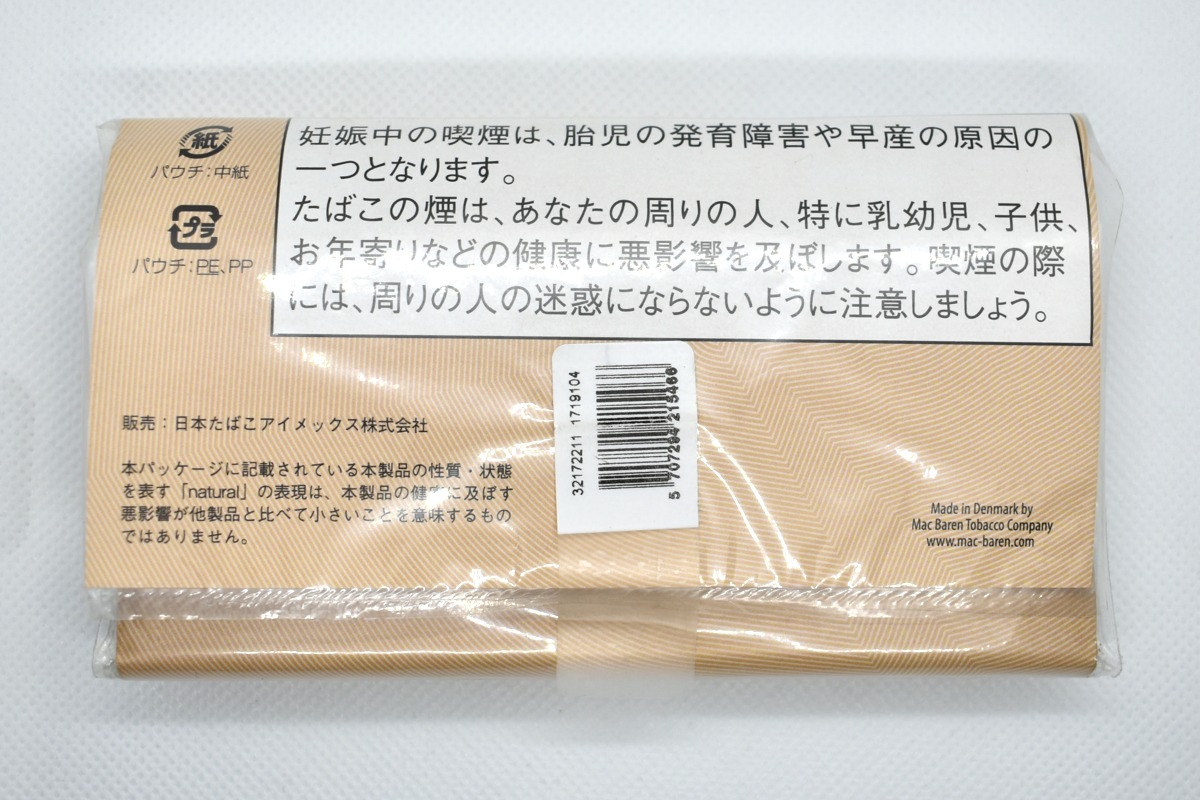 紙
パウチ：中紙
プラ
パウチ：PE、PP
妊娠中の喫煙は、胎児の発育障害や早産の原因の
一つとなります。
たばこの煙は、あなたの周りの人、特に乳幼児、子供、
お年寄りなどの健康に悪影響を及ぼします。喫煙の際
には、周りの人の迷惑にならないように注意しましょう。
販売：日本たばこアイメックス株式会社
本パッケージに記載されている本製品の性質・状態
を表す「natural」の表現は、本製品の健康に及ぼす
悪影響が他製品と比べて小さいことを意味するもの
ではありません。
32172211 1719104
5 707294 215466
Made in Denmark by
Mac Baren Tobacco Company
www.mac-baren.com